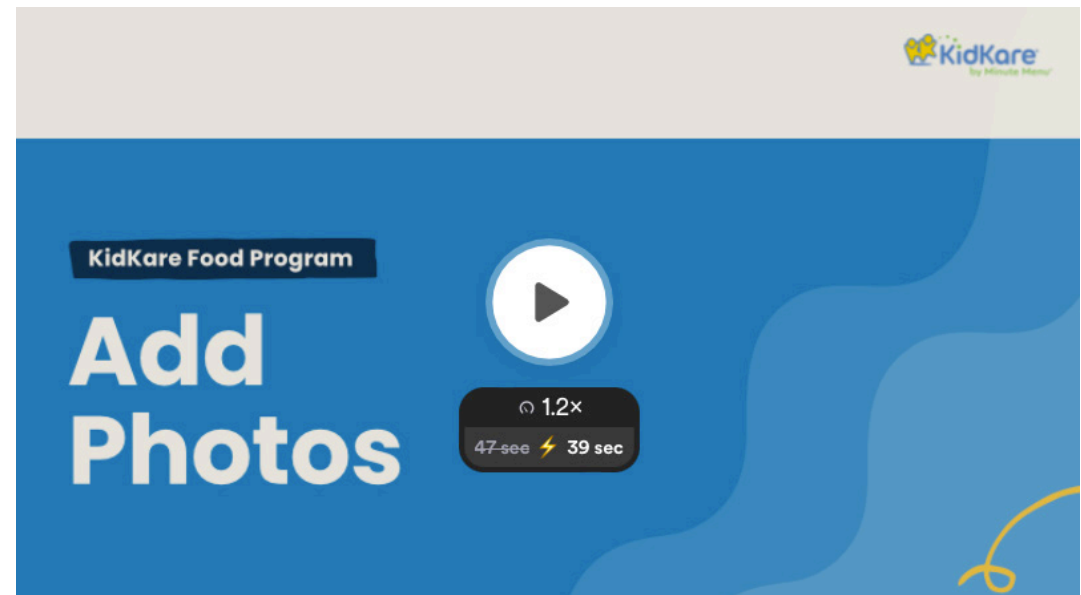 KidKare
by Minute Menu
KidKare Food Program
Add
Photos
1.2×
47 sec ⚡ 39 sec